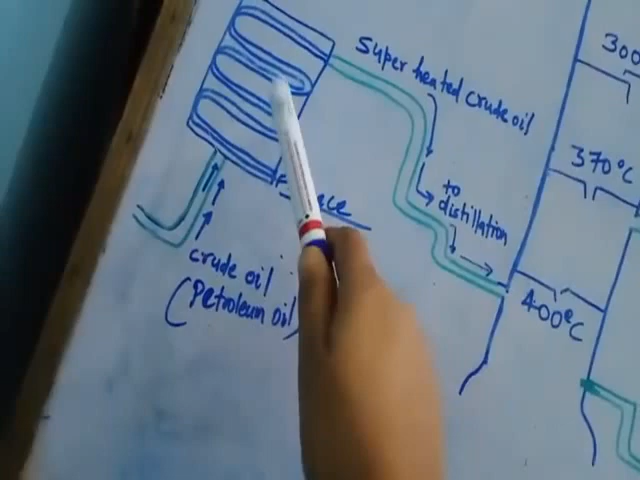 Super heated crude oil
to
distillation
crude oil
(Petroleum oil)
300
370°C
400°C